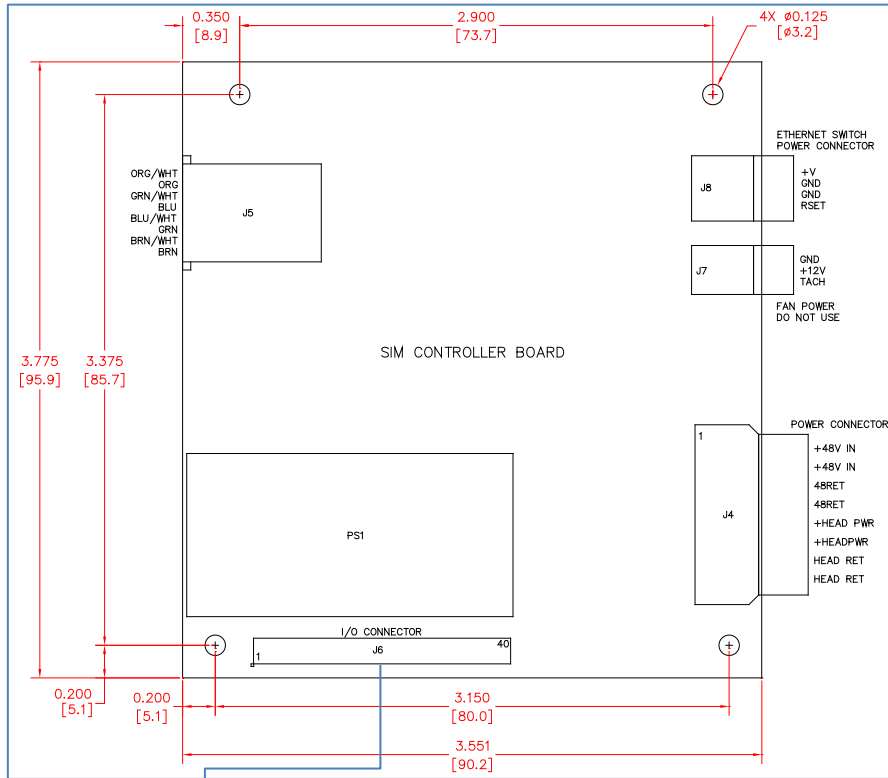 0.350
[8.9]
2.900
[73.7]
4X ø0.125
[ø3.2]
ETHERNET SWITCH
POWER CONNECTOR
ORG/WHT
ORG
GRN/WHT
BLU
BLU/WHT
GRN
BRN/WHT
BRN
J5
J8
+V
GND
GND
RSET
J7
GND
+12V
TACH
FAN POWER
DO NOT USE
3.775
[95.9]
3.375
[85.7]
SIM CONTROLLER BOARD
POWER CONNECTOR
1
+48V IN
+48V IN
48RET
48RET
+HEAD PWR
+HEADPWR
HEAD RET
HEAD RET
J4
PS1
I/O CONNECTOR
1
J6
40
0.200
[5.1]
0.200
[5.1]
3.150
[80.0]
3.551
[90.2]